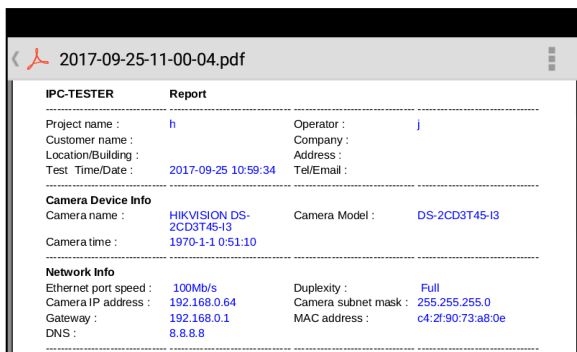 2017-09-25-11-00-04.pdf
IPC-TESTER Report
Project name : h Operator : j
Customer name : Company :
Location/Building : Address :
Test Time/Date : 2017-09-25 10:59:34 Tel/Email :
Camera Device Info
Camera name : HIKVISION DS-2CD3T45-I3 Camera Model : DS-2CD3T45-I3
Camera time : 1970-1-1 0:51:10
Network Info
Ethernet port speed : 100Mb/s Duplexity : Full
Camera IP address : 192.168.0.64 Camera subnet mask : 255.255.255.0
Gateway : 192.168.0.1 MAC address : c4:2f:90:73:a8:0e
DNS : 8.8.8.8